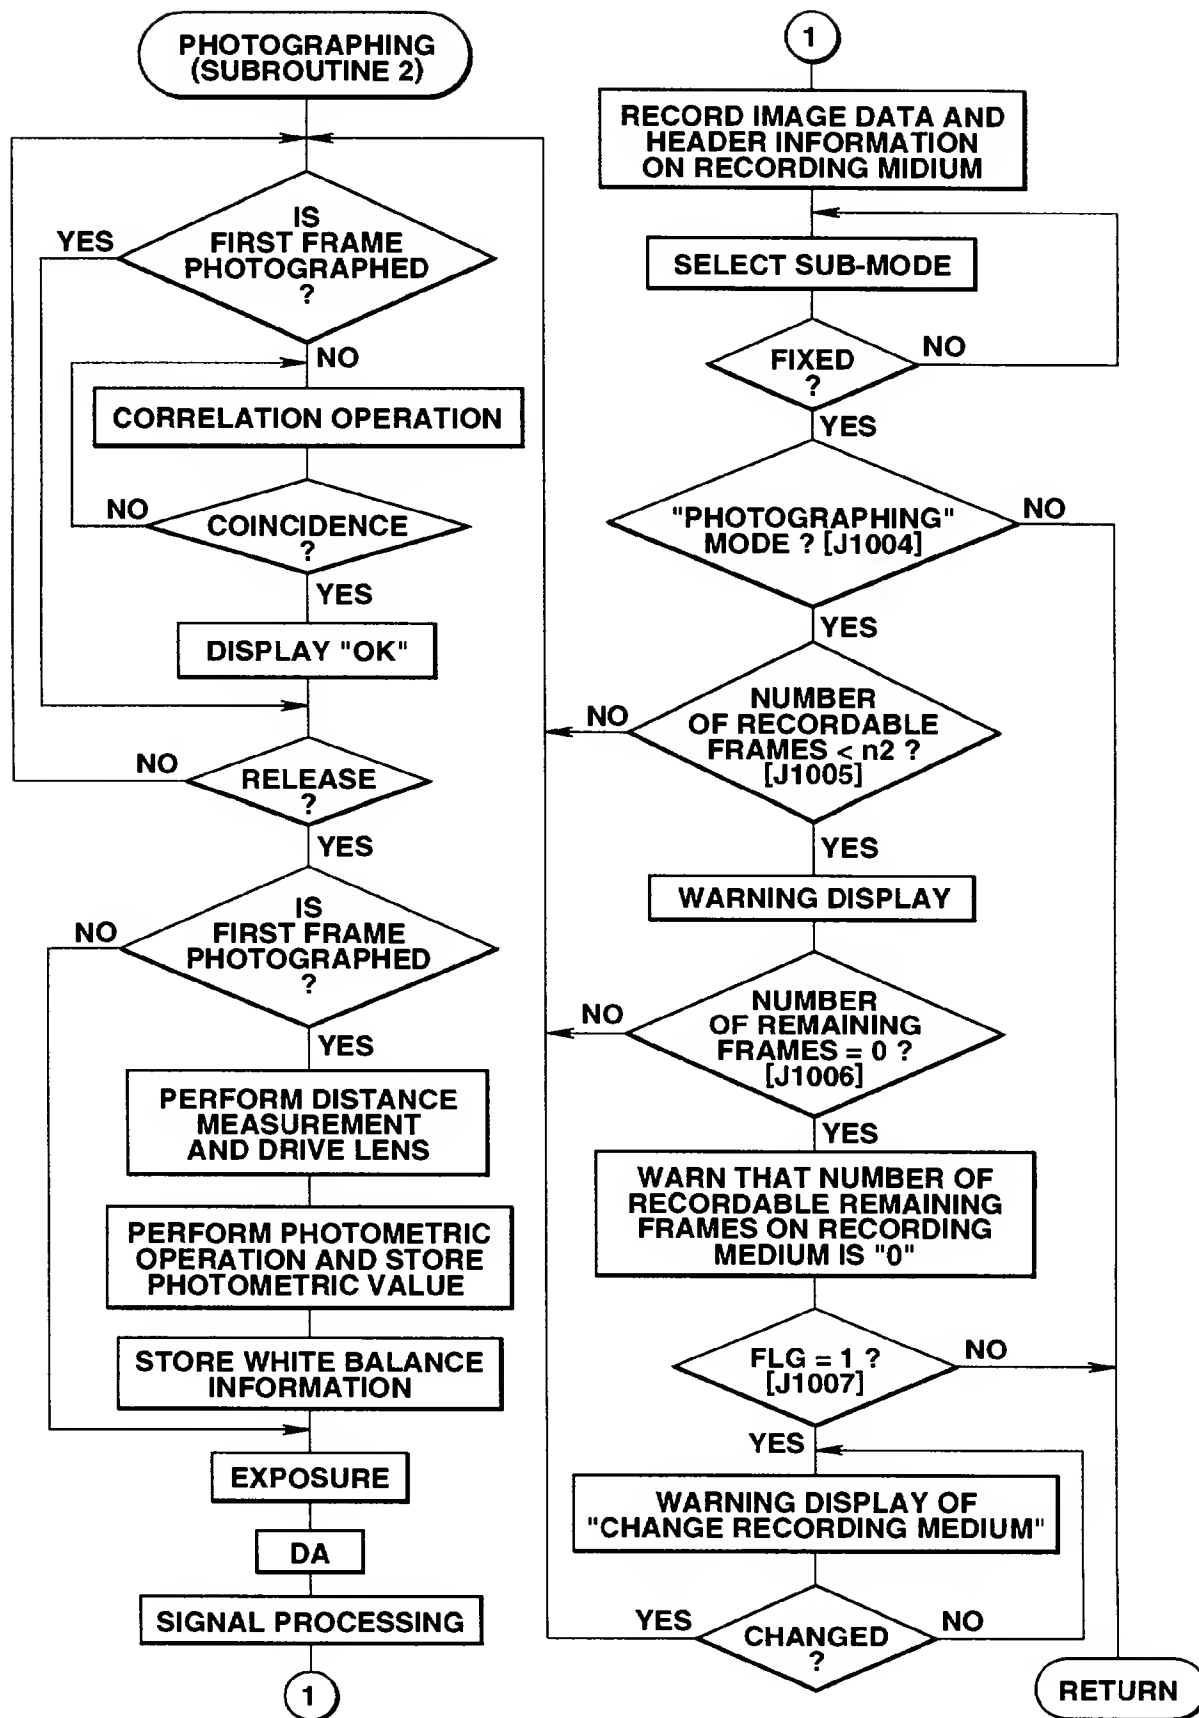 PHOTOGRAPHING
(SUBROUTINE 2)
IS
FIRST FRAME
PHOTOGRAPHED
?
YES
NO
CORRELATION OPERATION
NO
COINCIDENCE
?
YES
DISPLAY "OK"
NO
RELEASE
?
YES
IS
FIRST FRAME
PHOTOGRAPHED
?
NO
YES
PERFORM DISTANCE
MEASUREMENT
AND DRIVE LENS
PERFORM PHOTOMETRIC
OPERATION AND STORE
PHOTOMETRIC VALUE
STORE WHITE BALANCE
INFORMATION
EXPOSURE
DA
SIGNAL PROCESSING
1
1
RECORD IMAGE DATA AND
HEADER INFORMATION
ON RECORDING MIDIUM
SELECT SUB-MODE
FIXED
?
NO
YES
"PHOTOGRAPHING"
MODE ? [J1004]
NO
YES
NUMBER
OF RECORDABLE
FRAMES < n2 ?
[J1005]
NO
YES
WARNING DISPLAY
NUMBER
OF REMAINING
FRAMES = 0 ?
[J1006]
NO
YES
WARN THAT NUMBER OF
RECORDABLE REMAINING
FRAMES ON RECORDING
MEDIUM IS "0"
FLG = 1 ?
[J1007]
NO
YES
WARNING DISPLAY OF
"CHANGE RECORDING MEDIUM"
YES
CHANGED
?
NO
RETURN